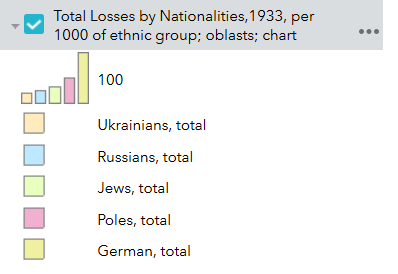 Total Losses by Nationalities,1933, per
1000 of ethnic group; oblasts; chart
100
Ukrainians, total
Russians, total
Jews, total
Poles, total
German, total